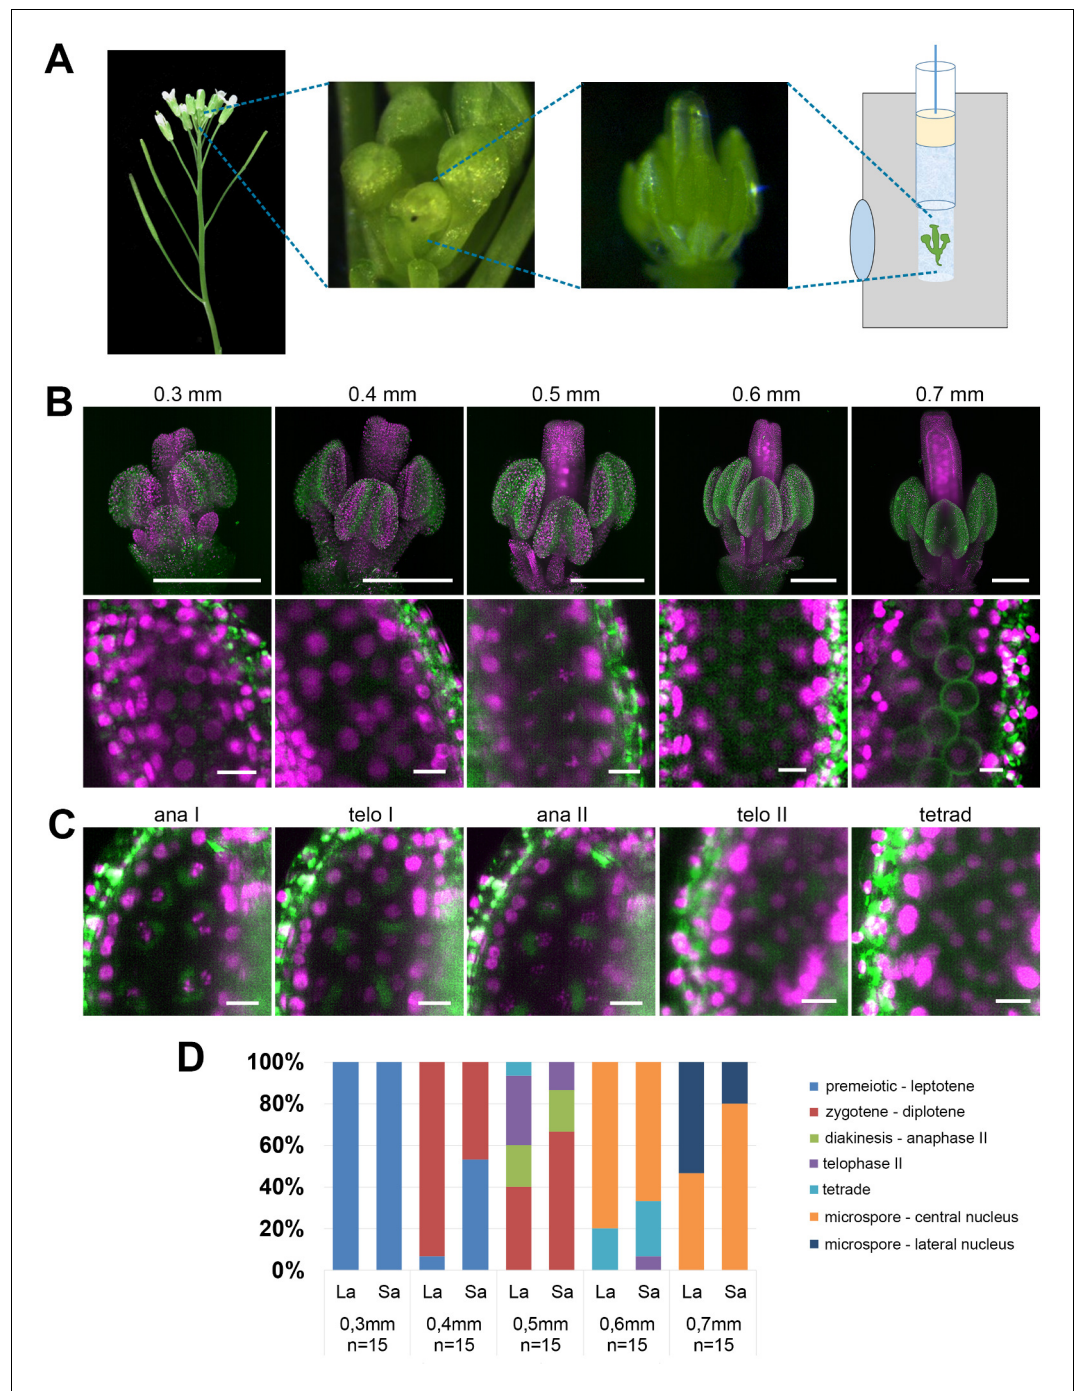 A
B
0.3 mm 0.4 mm 0.5 mm 0.6 mm 0.7 mm
C
ana I telo I ana II telo II tetrad
D
100%
80%
60%
40%
20%
0%
La Sa La Sa La Sa La Sa La Sa
0,3mm 0,4mm 0,5mm 0,6mm 0,7mm
n=15 n=15 n=15 n=15 n=15
premeiotic - leptotene
zygotene - diplotene
diakinesis - anaphase II
telophase II
tetrade
microspore - central nucleus
microspore - lateral nucleus